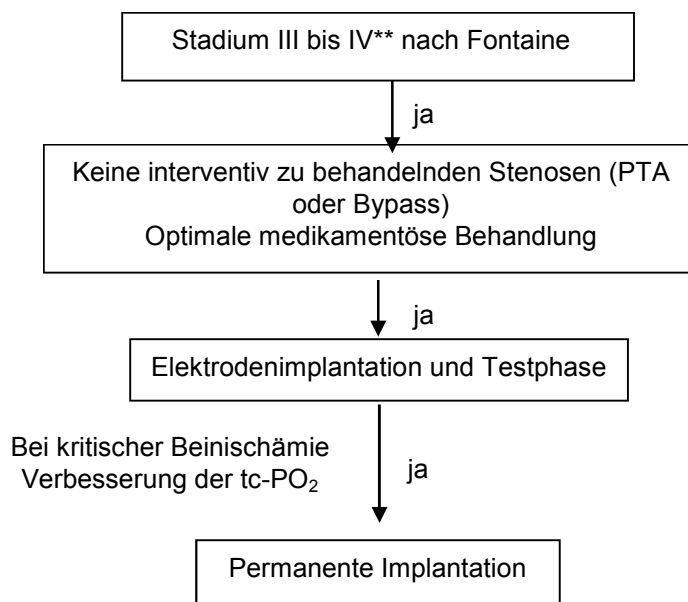 Stadium III bis IV** nach Fontaine
ja
Keine interventiv zu behandelnden Stenosen (PTA
oder Bypass)
Optimale medikamentöse Behandlung
ja
Elektrodenimplantation und Testphase
Bei kritischer Beinischämie
Verbesserung der tc-PO₂
ja
Permanente Implantation